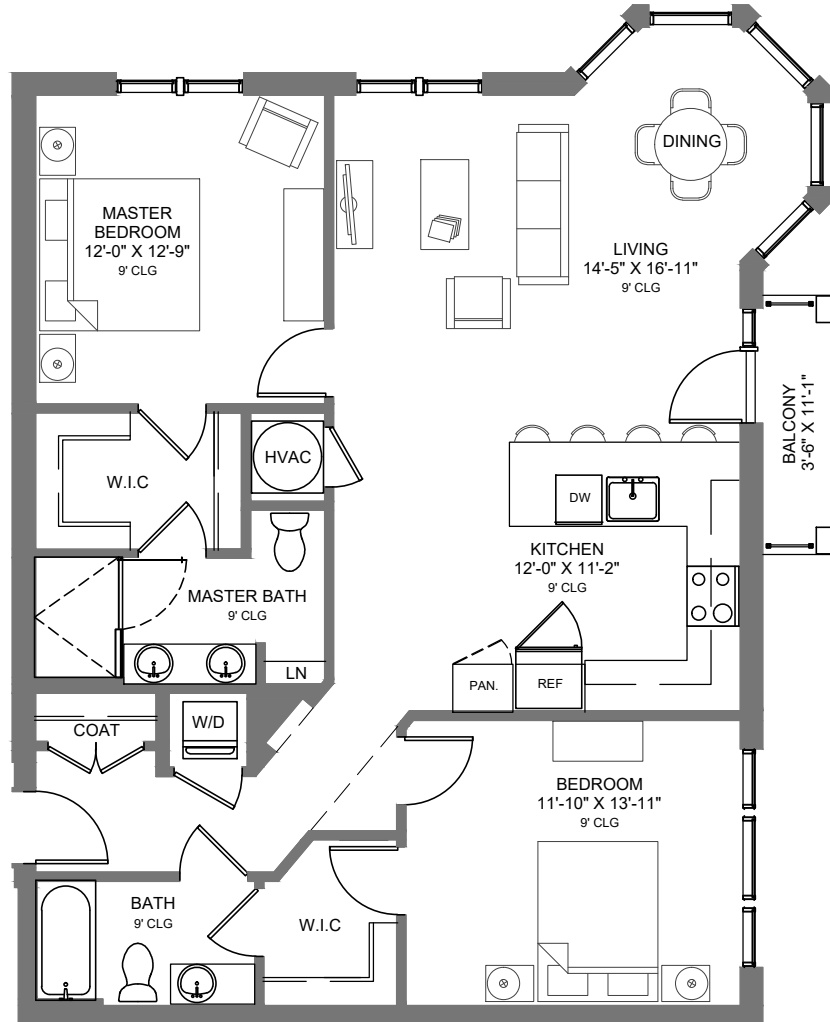 DINING
MASTER
BEDROOM
12'-0" X 12'-9"
9' CLG
LIVING
14'-5" X 16'-11"
9' CLG
BALCONY
3'-6" X 11'-1"
HVAC
W.I.C
DW
KITCHEN
12'-0" X 11'-2"
9' CLG
MASTER BATH
9' CLG
LN
PAN.
REF
W/D
COAT
BEDROOM
11'-10" X 13'-11"
9' CLG
BATH
9' CLG
W.I.C